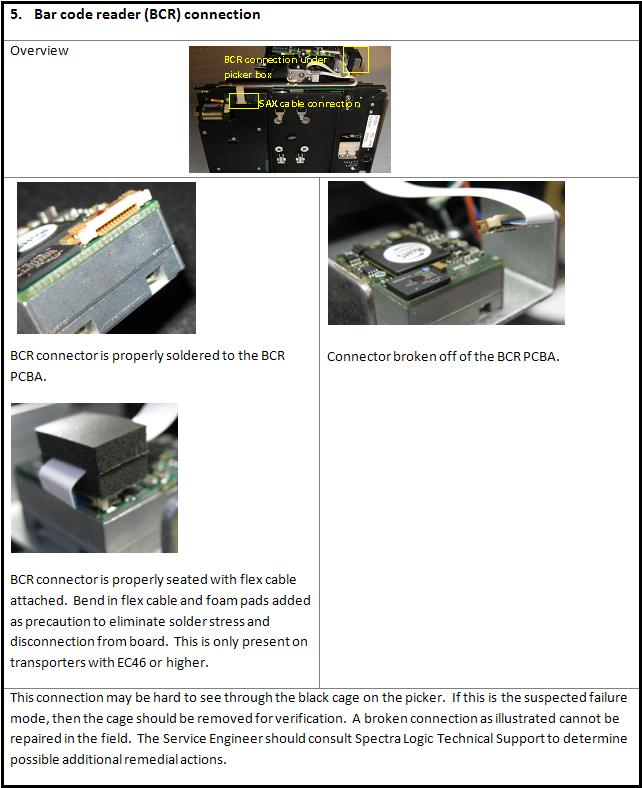 5. Bar code reader (BCR) connection
Overview
BCR connection under
picker box
SAX cable connection
BCR connector is properly soldered to the BCR
PCBA.
Connector broken off of the BCR PCBA.
BCR connector is properly seated with flex cable
attached. Bend in flex cable and foam pads added
as precaution to eliminate solder stress and
disconnection from board. This is only present on
transporters with EC46 or higher.
This connection may be hard to see through the black cage on the picker. If this is the suspected failure
mode, then the cage should be removed for verification. A broken connection as illustrated cannot be
repaired in the field. The Service Engineer should consult Spectra Logic Technical Support to determine
possible additional remedial actions.